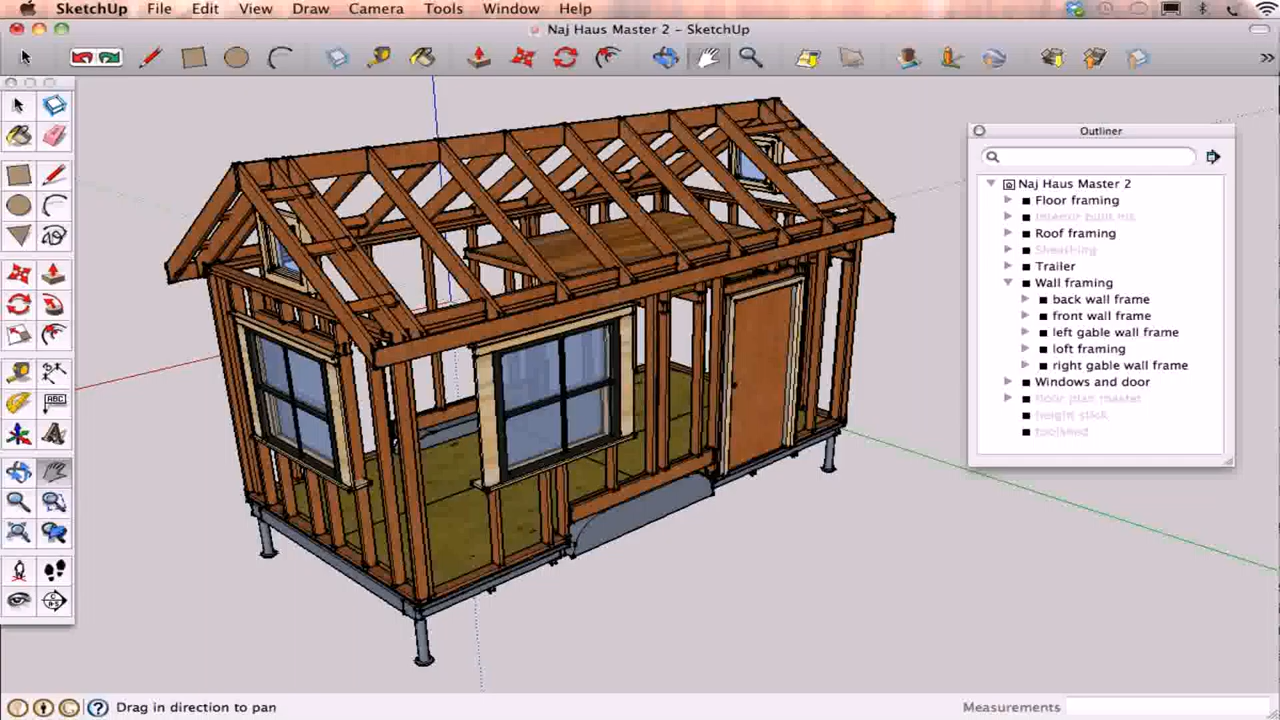 SketchUp File Edit View Draw Camera Tools Window Help
Naj Haus Master 2 – SketchUp
Outliner
Naj Haus Master 2
Floor framing
Interior built ins
Roof framing
Sheathing
Trailer
Wall framing
back wall frame
front wall frame
left gable wall frame
loft framing
right gable wall frame
Windows and door
floor plan master
height stick
ABC
Drag in direction to pan
Measurements